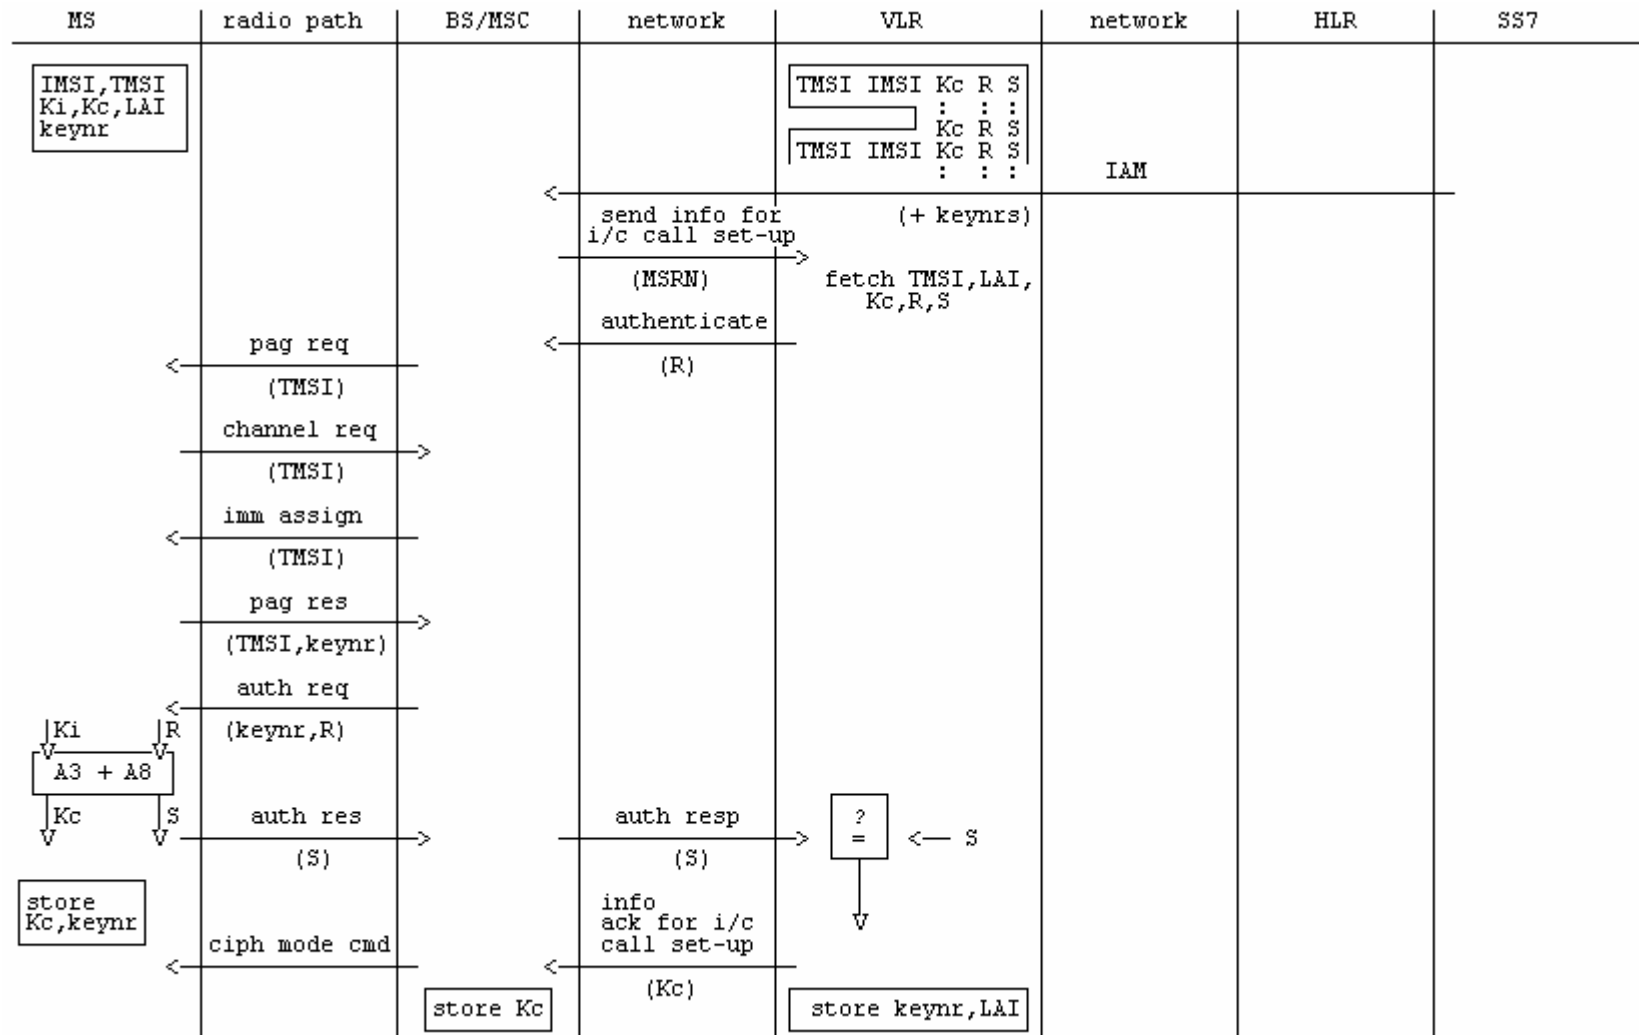 MS radio path BS/MSC network VLR network HLR SS7
IMSI,TMSI
Ki,Kc,LAI
keynr
TMSI IMSI Kc R S
: : :
Kc R S
TMSI IMSI Kc R S
: : :
IAM
send info for
i/c call set-up
(+ keynrs)
(MSRN)
fetch TMSI,LAI,
Kc,R,S
authenticate
(R)
pag req
(TMSI)
channel req
(TMSI)
imm assign
(TMSI)
pag res
(TMSI,keynr)
auth req
(keynr,R)
Ki R
A3 + A8
Kc S
auth res
(S)
auth resp
(S)
?
=
S
store
Kc,keynr
info
ack for i/c
call set-up
ciph mode cmd
(Kc)
store Kc
store keynr,LAI